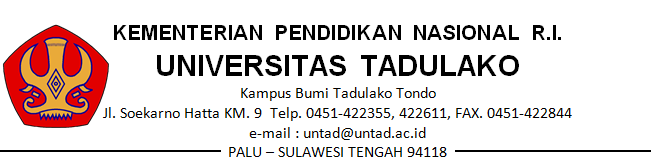 KEMENTERIAN PENDIDIKAN NASIONAL R.I.
UNIVERSITAS TADULAKO
Kampus Bumi Tadulako Tondo
Jl. Soekarno Hatta KM. 9 Telp. 0451-422355, 422611, FAX. 0451-422844
e-mail : untad@untad.ac.id
PALU – SULAWESI TENGAH 94118